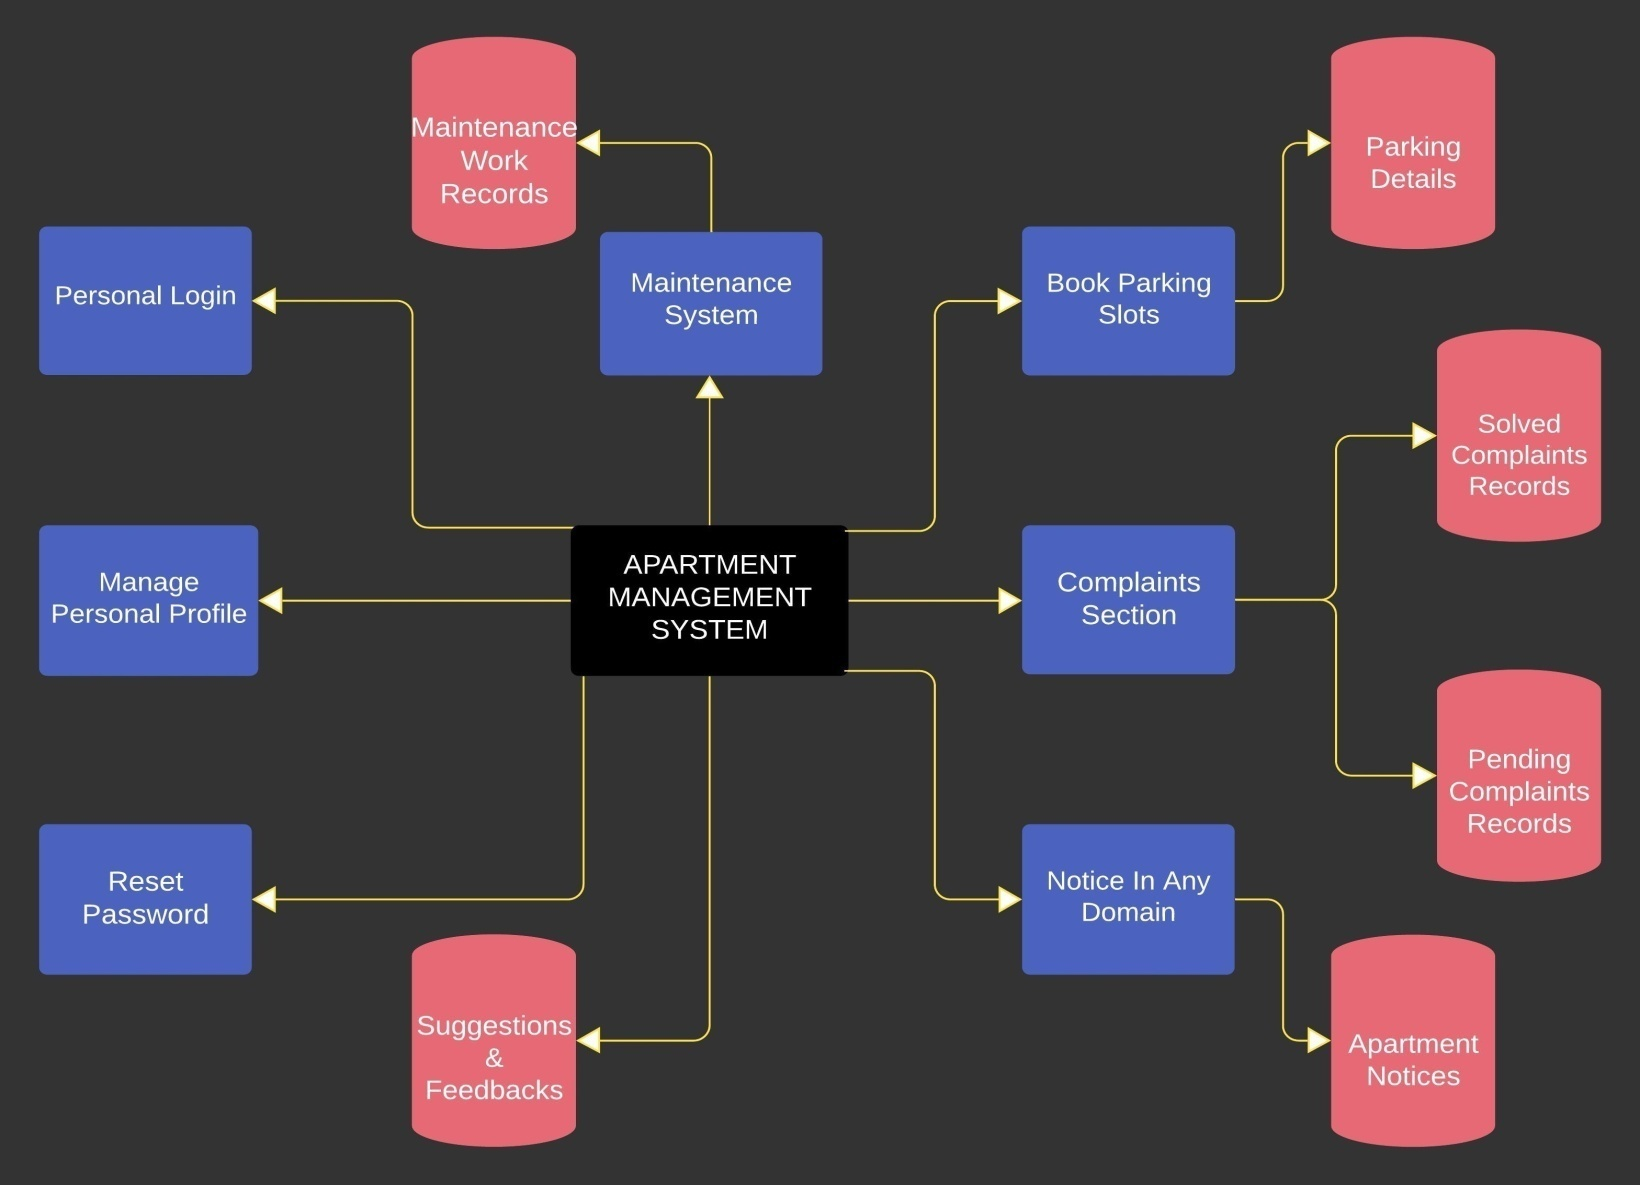 Maintenance
Work
Records
Parking
Details
Personal Login
Maintenance
System
Book Parking
Slots
Solved
Complaints
Records
Manage
Personal Profile
APARTMENT
MANAGEMENT
SYSTEM
Complaints
Section
Pending
Complaints
Records
Reset
Password
Notice In Any
Domain
Suggestions
&
Feedbacks
Apartment
Notices